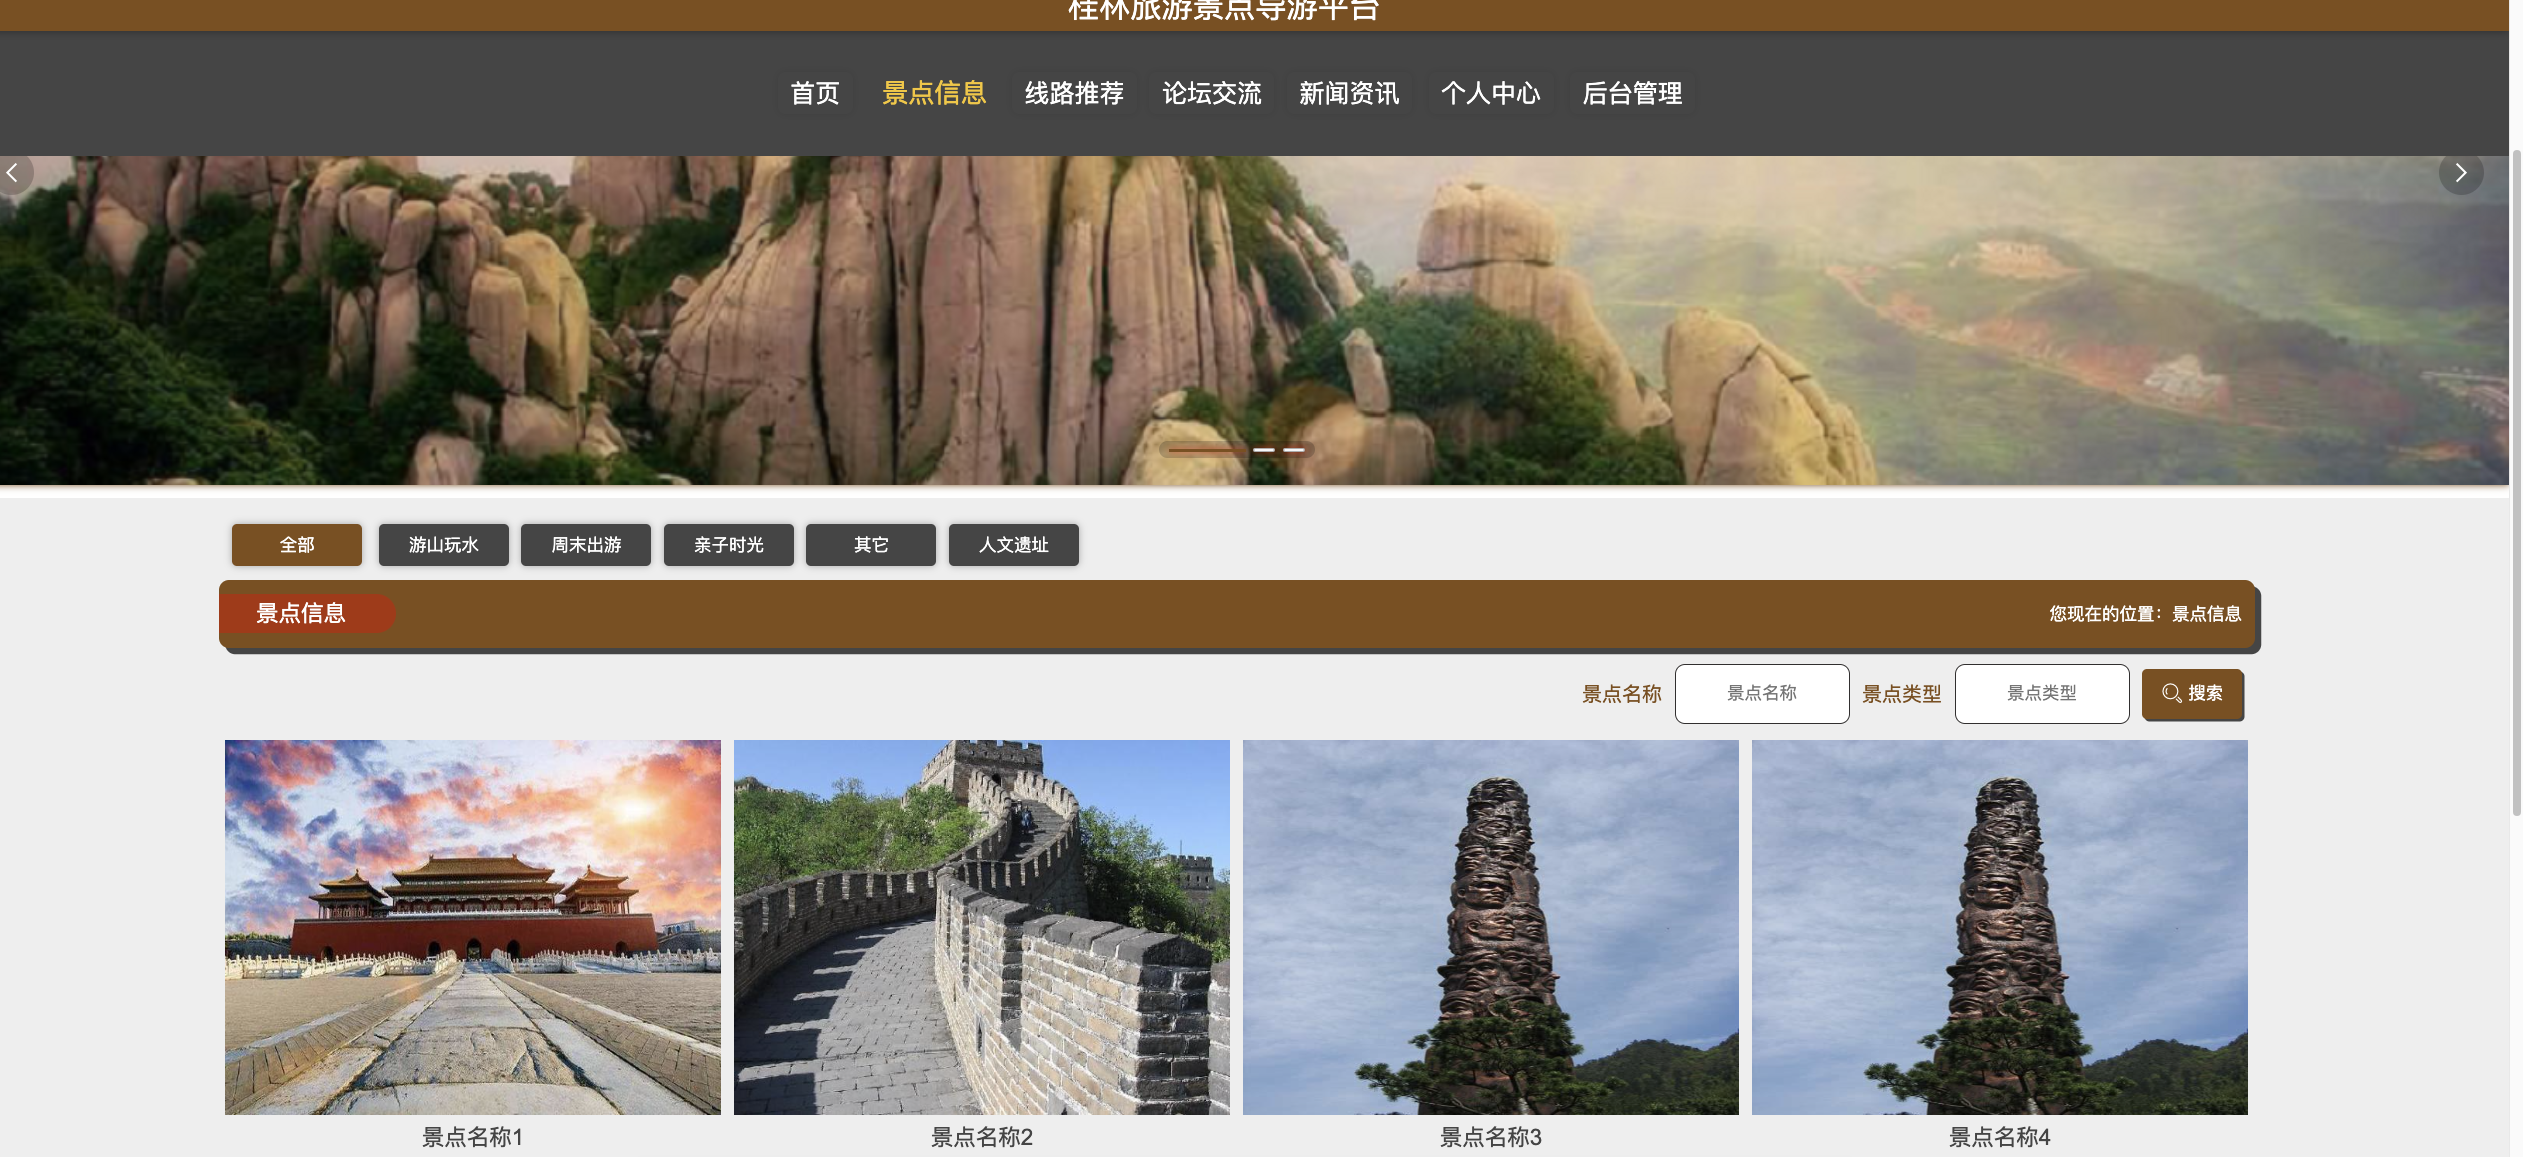 桂林旅游景点导游平台
首页 景点信息 线路推荐 论坛交流 新闻资讯 个人中心 后台管理
全部 游山玩水 周末出游 亲子时光 其它 人文遗址
景点信息 您现在的位置：景点信息
景点名称 景点名称 景点类型 景点类型 搜索
景点名称1 景点名称2 景点名称3 景点名称4